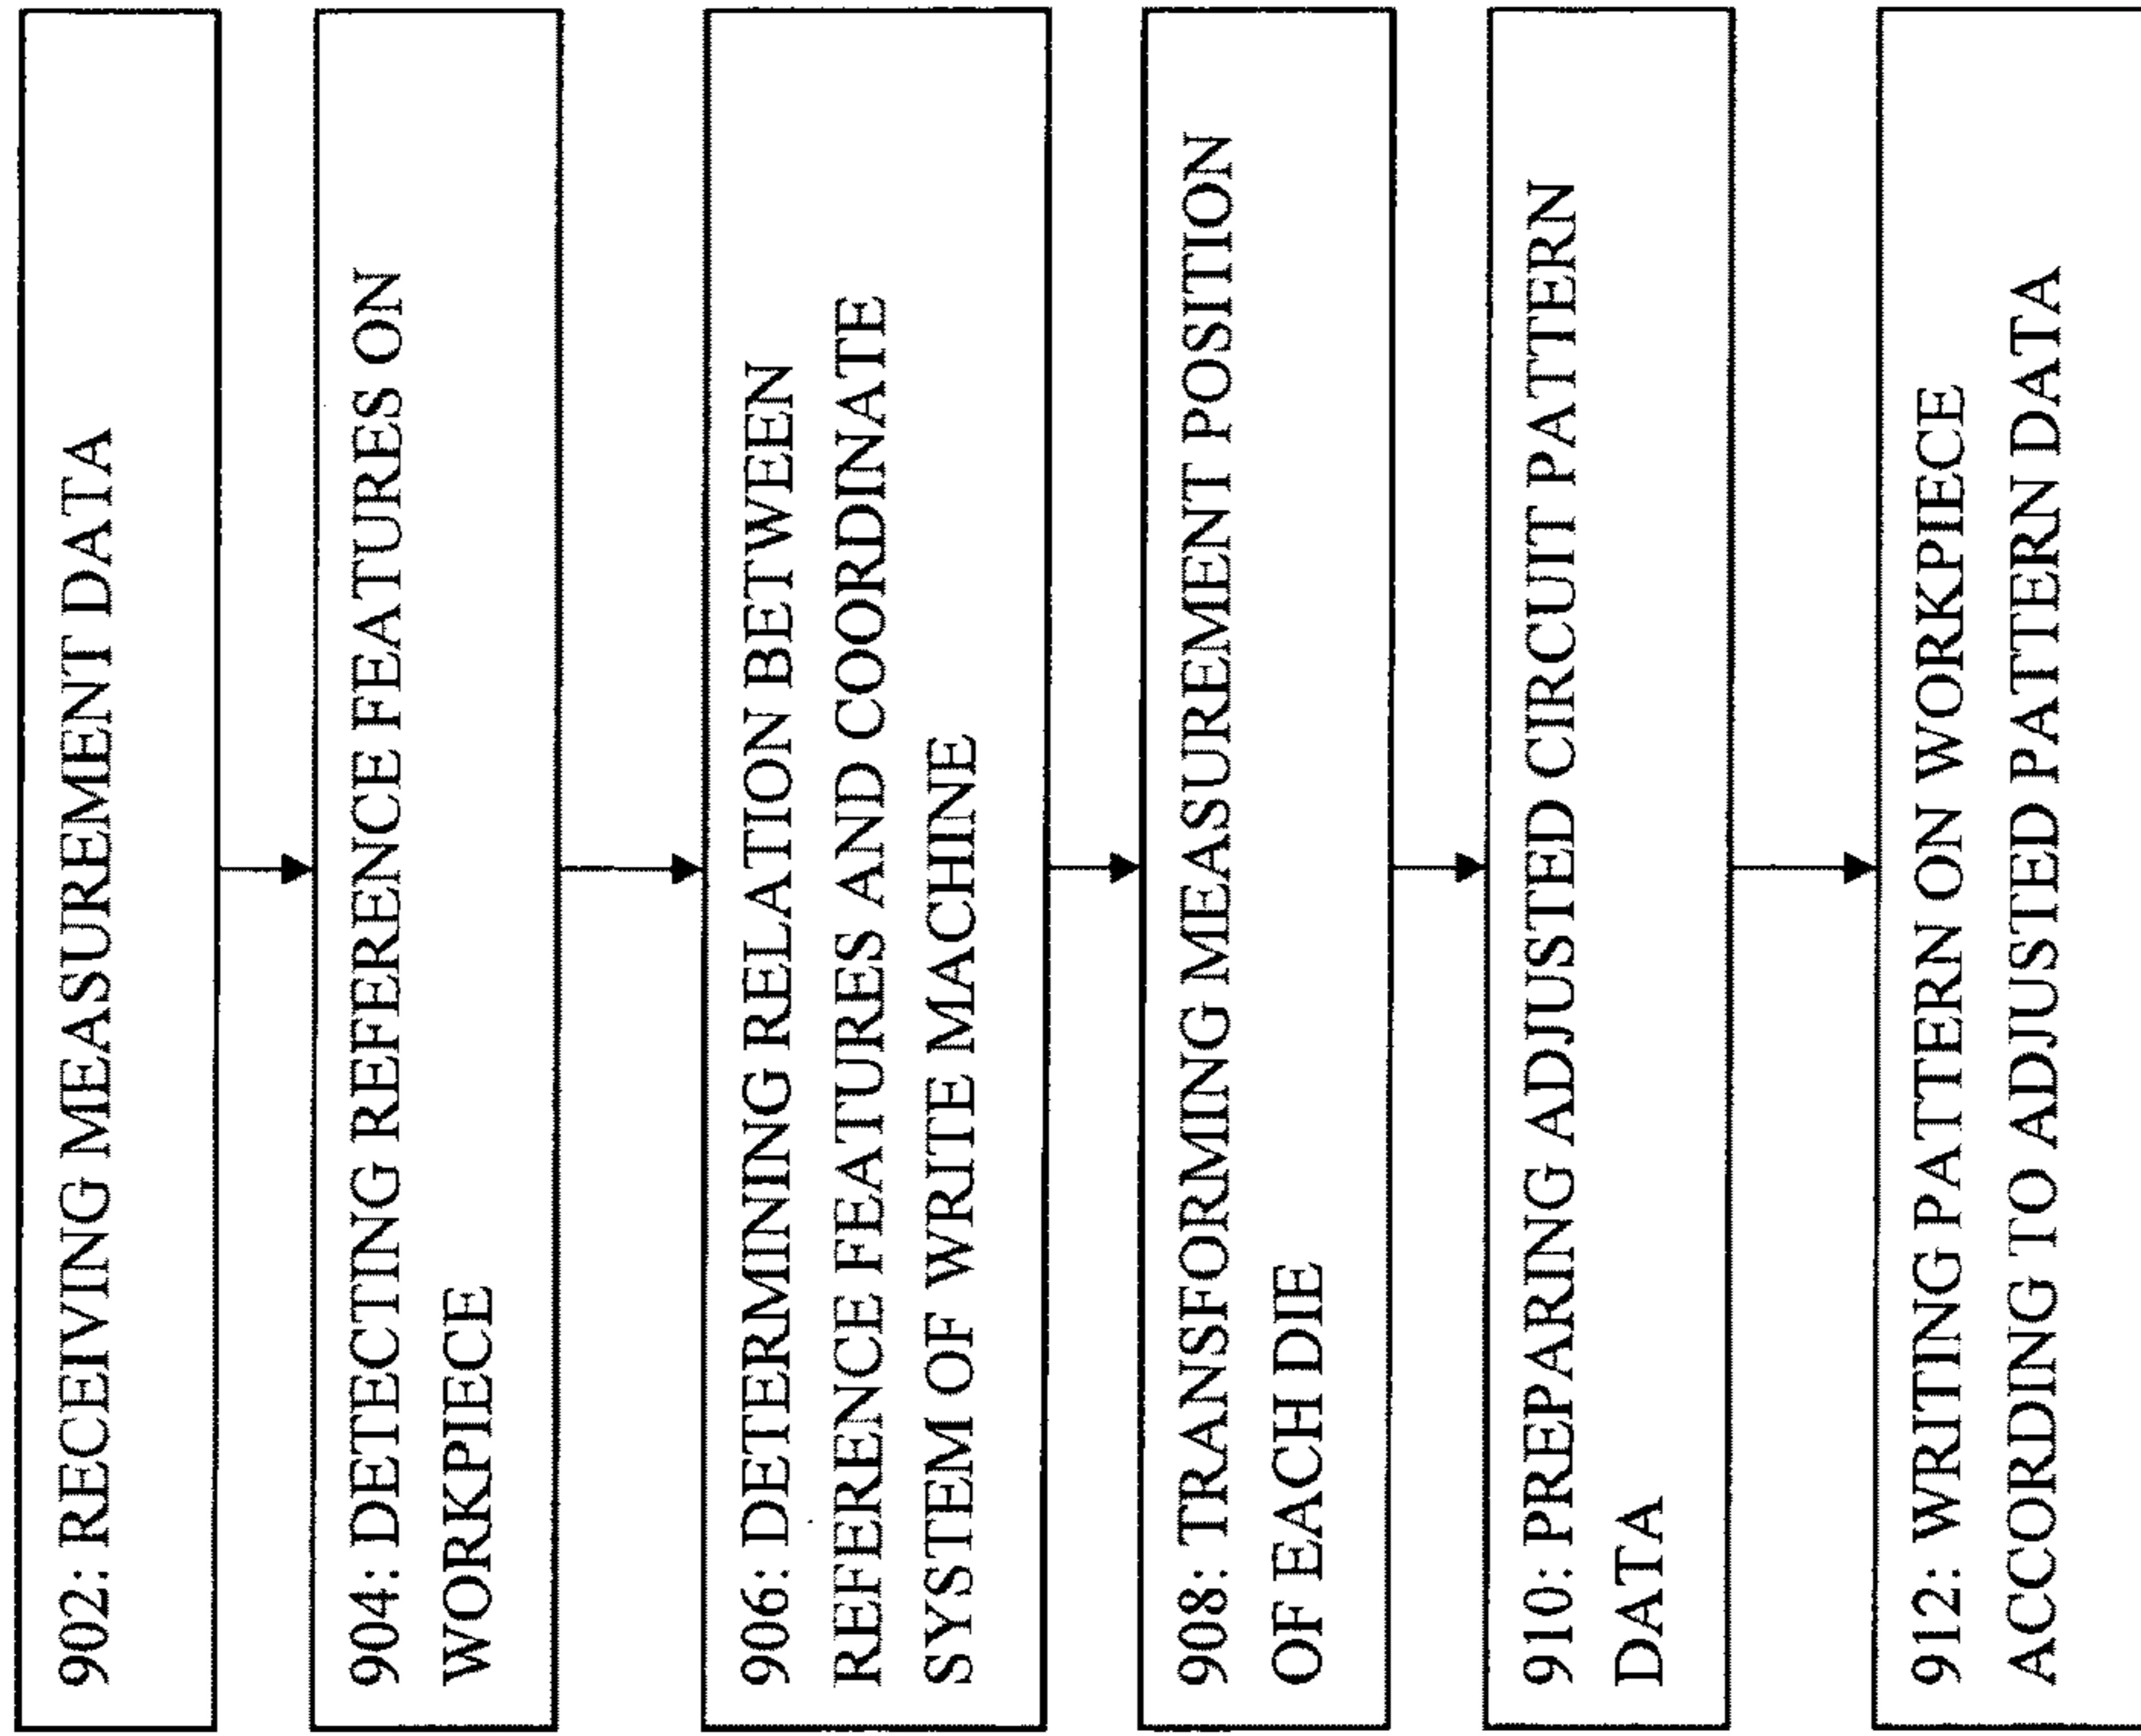 902: RECEIVING MEASUREMENT DATA
904: DETECTING REFERENCE FEATURES ON
WORKPIECE
906: DETERMINING RELATION BETWEEN
REFERENCE FEATURES AND COORDINATE
SYSTEM OF WRITE MACHINE
908: TRANSFORMING MEASUREMENT POSITION
OF EACH DIE
910: PREPARING ADJUSTED CIRCUIT PATTERN
DATA
912: WRITING PATTERN ON WORKPIECE
ACCORDING TO ADJUSTED PATTERN DATA